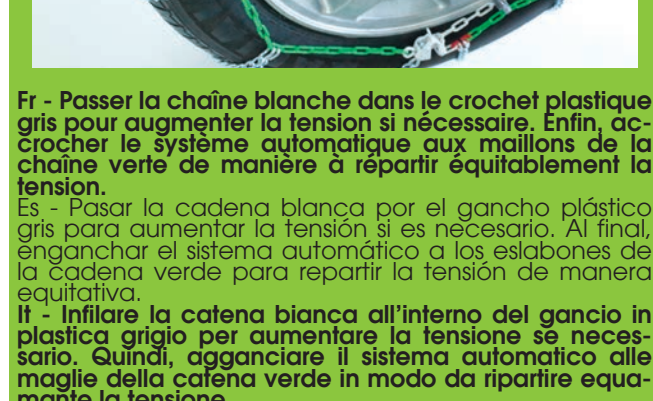 Fr - Passer la chaîne blanche dans le crochet plastique
gris pour augmenter la tension si nécessaire. Enfin, ac-
crocher le système automatique aux maillons de la
chaîne verte de manière à répartir équitablement la
tension.
Es - Pasar la cadena blanca por el gancho plástico
gris para aumentar la tensión si es necesario. Al final,
enganchar el sistema automático a los eslabones de
la cadena verde para repartir la tensión de manera
equitativa.
It - Infilare la catena bianca all'interno del gancio in
plastica grigio per aumentare la tensione se neces-
sario. Quindi, agganciare il sistema automatico alle
maglie della catena verde in modo da ripartire equa-
mante la tensione.